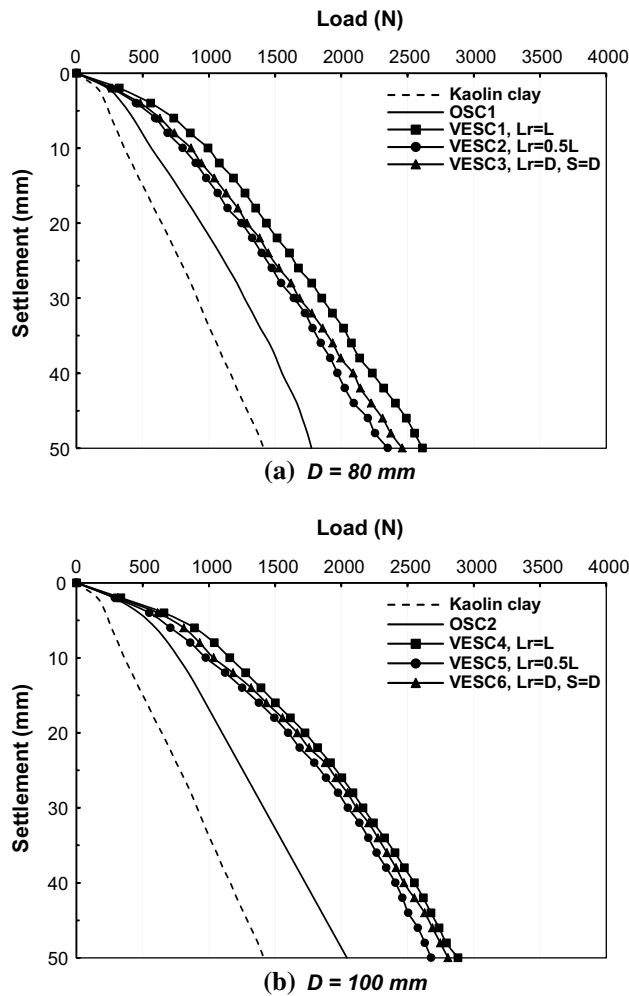 Load (N)
0 500 1000 1500 2000 2500 3000 3500 4000
0
10
20
30
40
50
Settlement (mm)
Kaolin clay
OSC1
VESC1, Lr=L
VESC2, Lr=0.5L
VESC3, Lr=D, S=D
(a) D = 80 mm
Load (N)
0 500 1000 1500 2000 2500 3000 3500 4000
0
10
20
30
40
50
Settlement (mm)
Kaolin clay
OSC2
VESC4, Lr=L
VESC5, Lr=0.5L
VESC6, Lr=D, S=D
(b) D = 100 mm